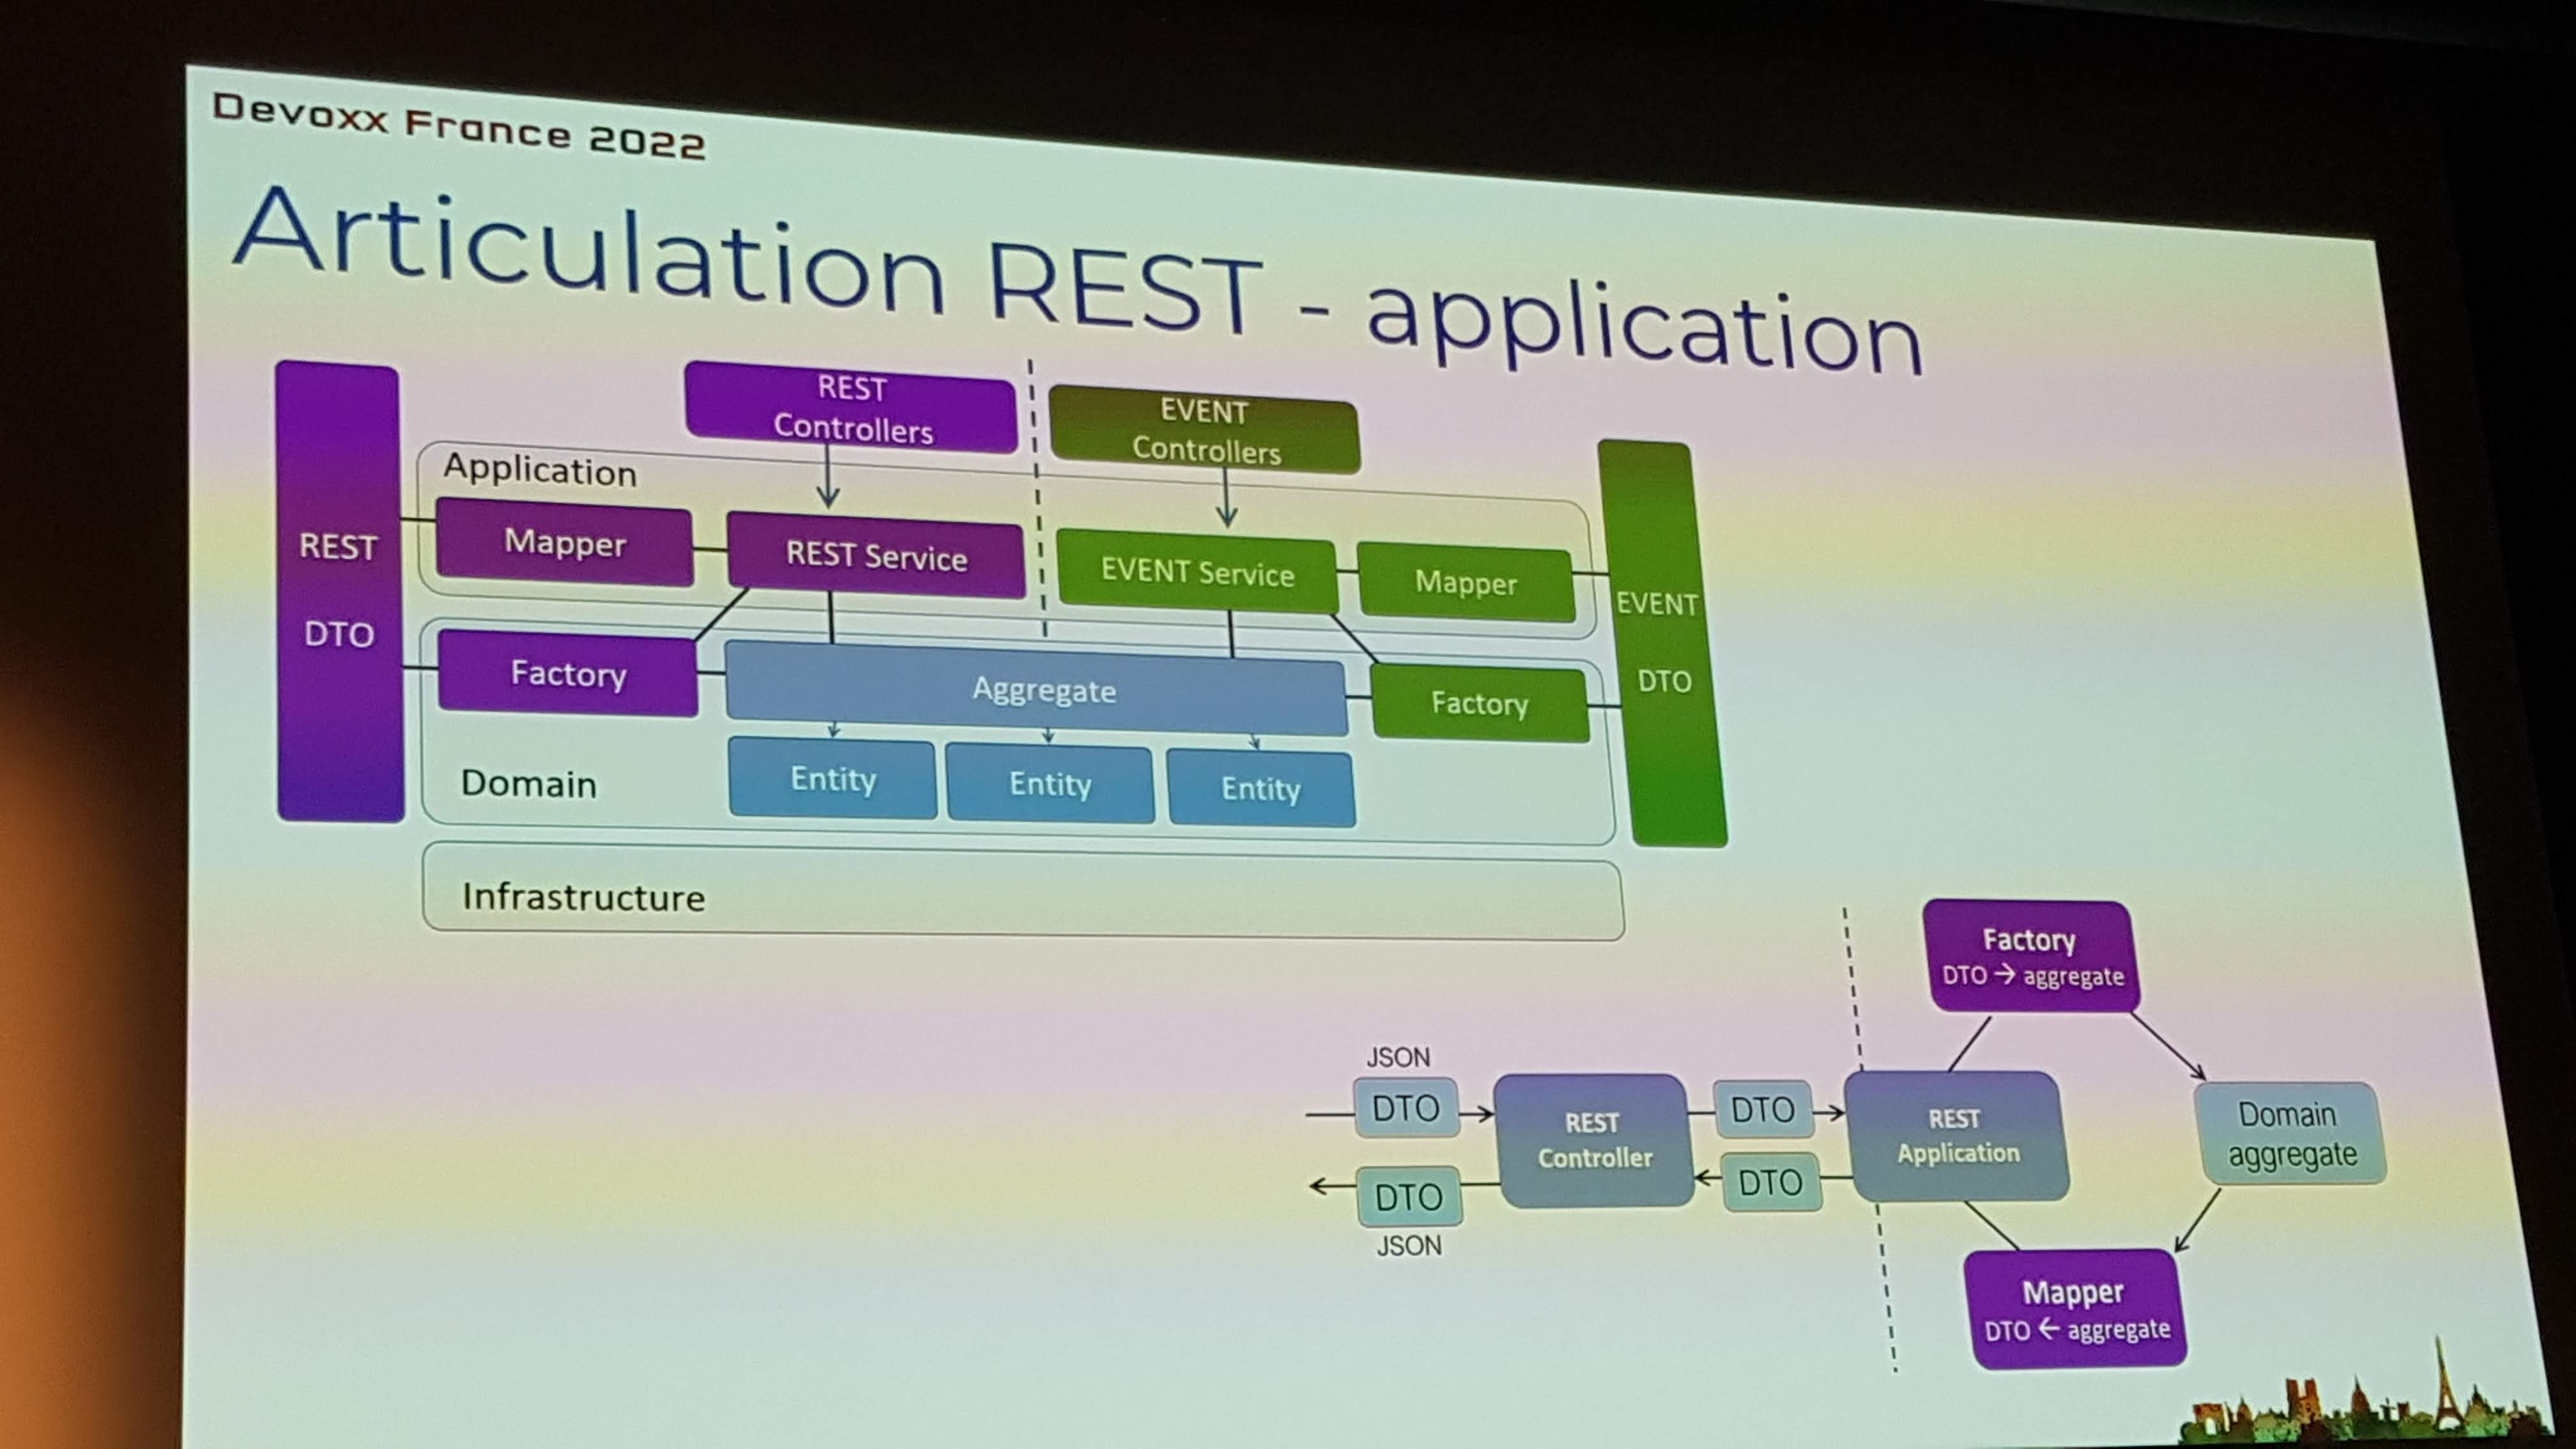 Devoxx France 2022
Articulation REST - application
REST
Controllers
EVENT
Controllers
Application
REST
DTO
Mapper
REST Service
EVENT Service
Mapper
EVENT
DTO
Factory
Aggregate
Factory
Domain
Entity
Entity
Entity
Infrastructure
Factory
DTO → aggregate
JSON
DTO
REST
Controller
DTO
REST
Application
Domain
aggregate
DTO
DTO
JSON
Mapper
DTO ← aggregate